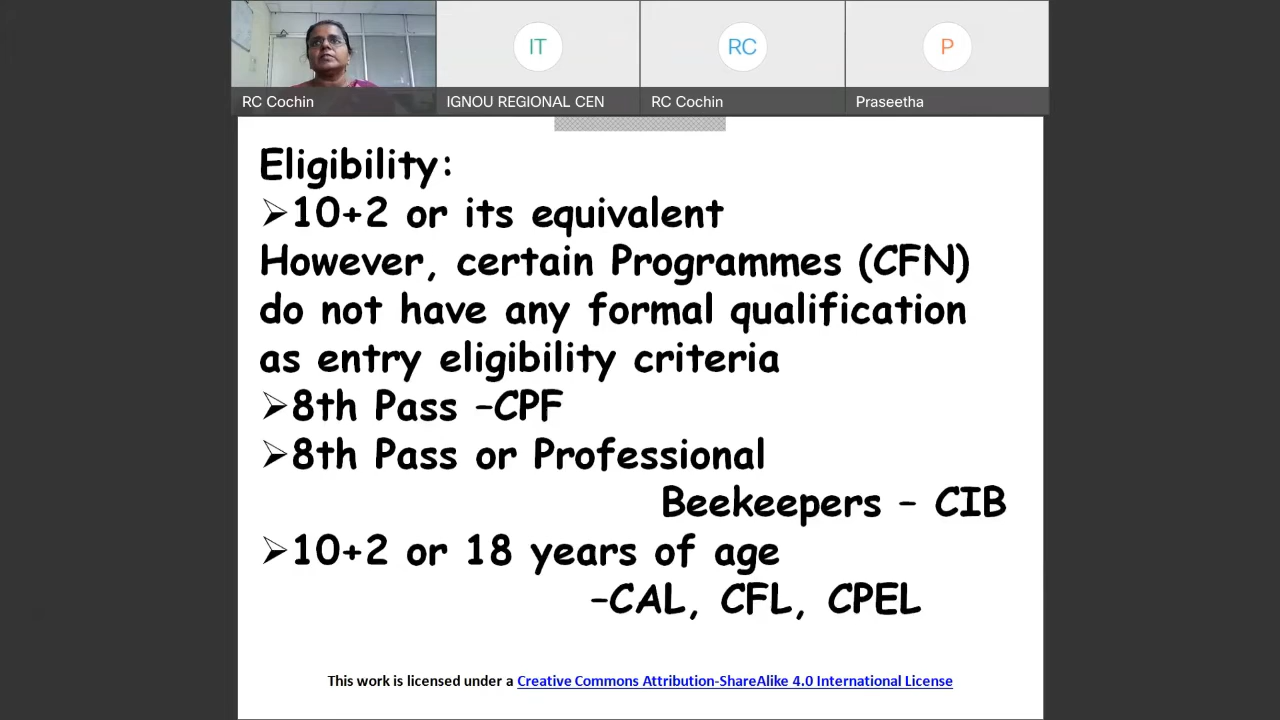 IT
RC
P
RC Cochin
IGNOU REGIONAL CEN
RC Cochin
Praseetha
Eligibility:
➢10+2 or its equivalent
However, certain Programmes (CFN)
do not have any formal qualification
as entry eligibility criteria
➢8th Pass –CPF
➢8th Pass or Professional
Beekeepers – CIB
➢10+2 or 18 years of age
–CAL, CFL, CPEL
This work is licensed under a Creative Commons Attribution-ShareAlike 4.0 International License